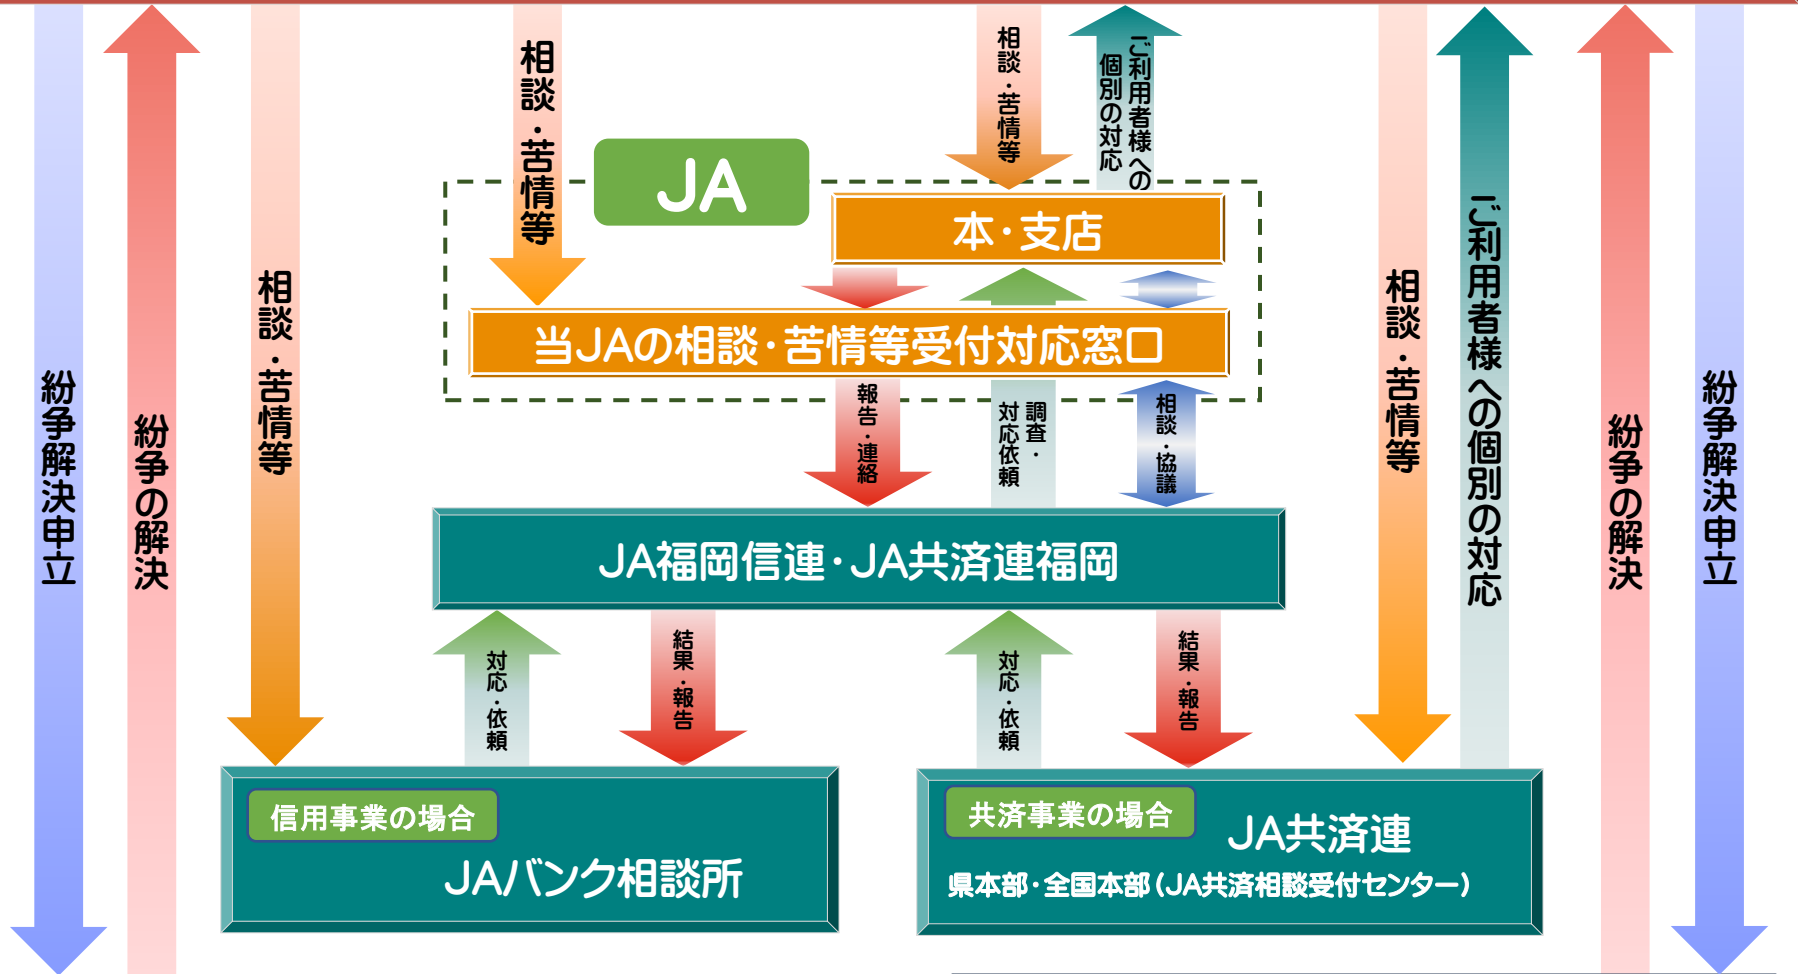 紛争解決申立
紛争の解決
相談・苦情等
相談・苦情等
相談・苦情等
ご利用者様への
個別の対応
相談・苦情等
ご利用者様への個別の対応
紛争の解決
紛争解決申立
JA
本・支店
当JAの相談・苦情等受付対応窓口
報告・連絡
調査・
対応依頼
相談・協議
JA福岡信連・JA共済連福岡
対応・依頼
結果・報告
対応・依頼
結果・報告
信用事業の場合
JAバンク相談所
共済事業の場合
JA共済連
県本部・全国本部（JA共済相談受付センター）